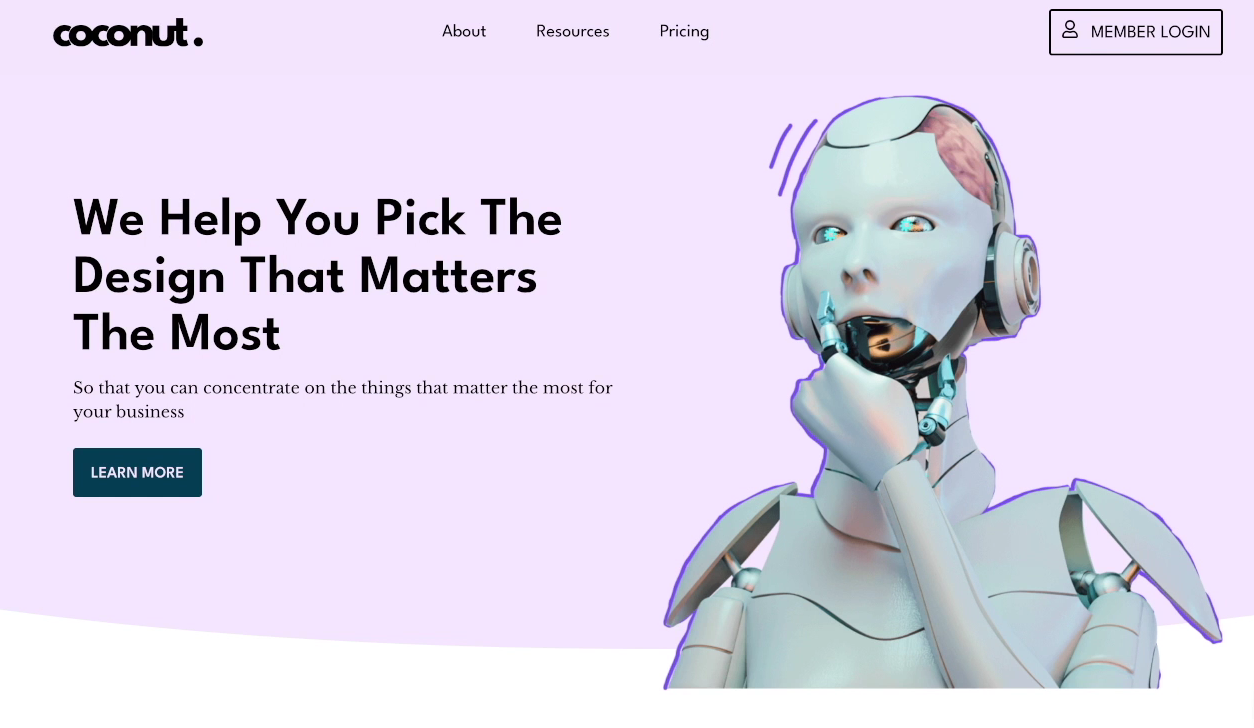 coconut.
About
Resources
Pricing
MEMBER LOGIN
We Help You Pick The
Design That Matters
The Most
So that you can concentrate on the things that matter the most for
your business
LEARN MORE